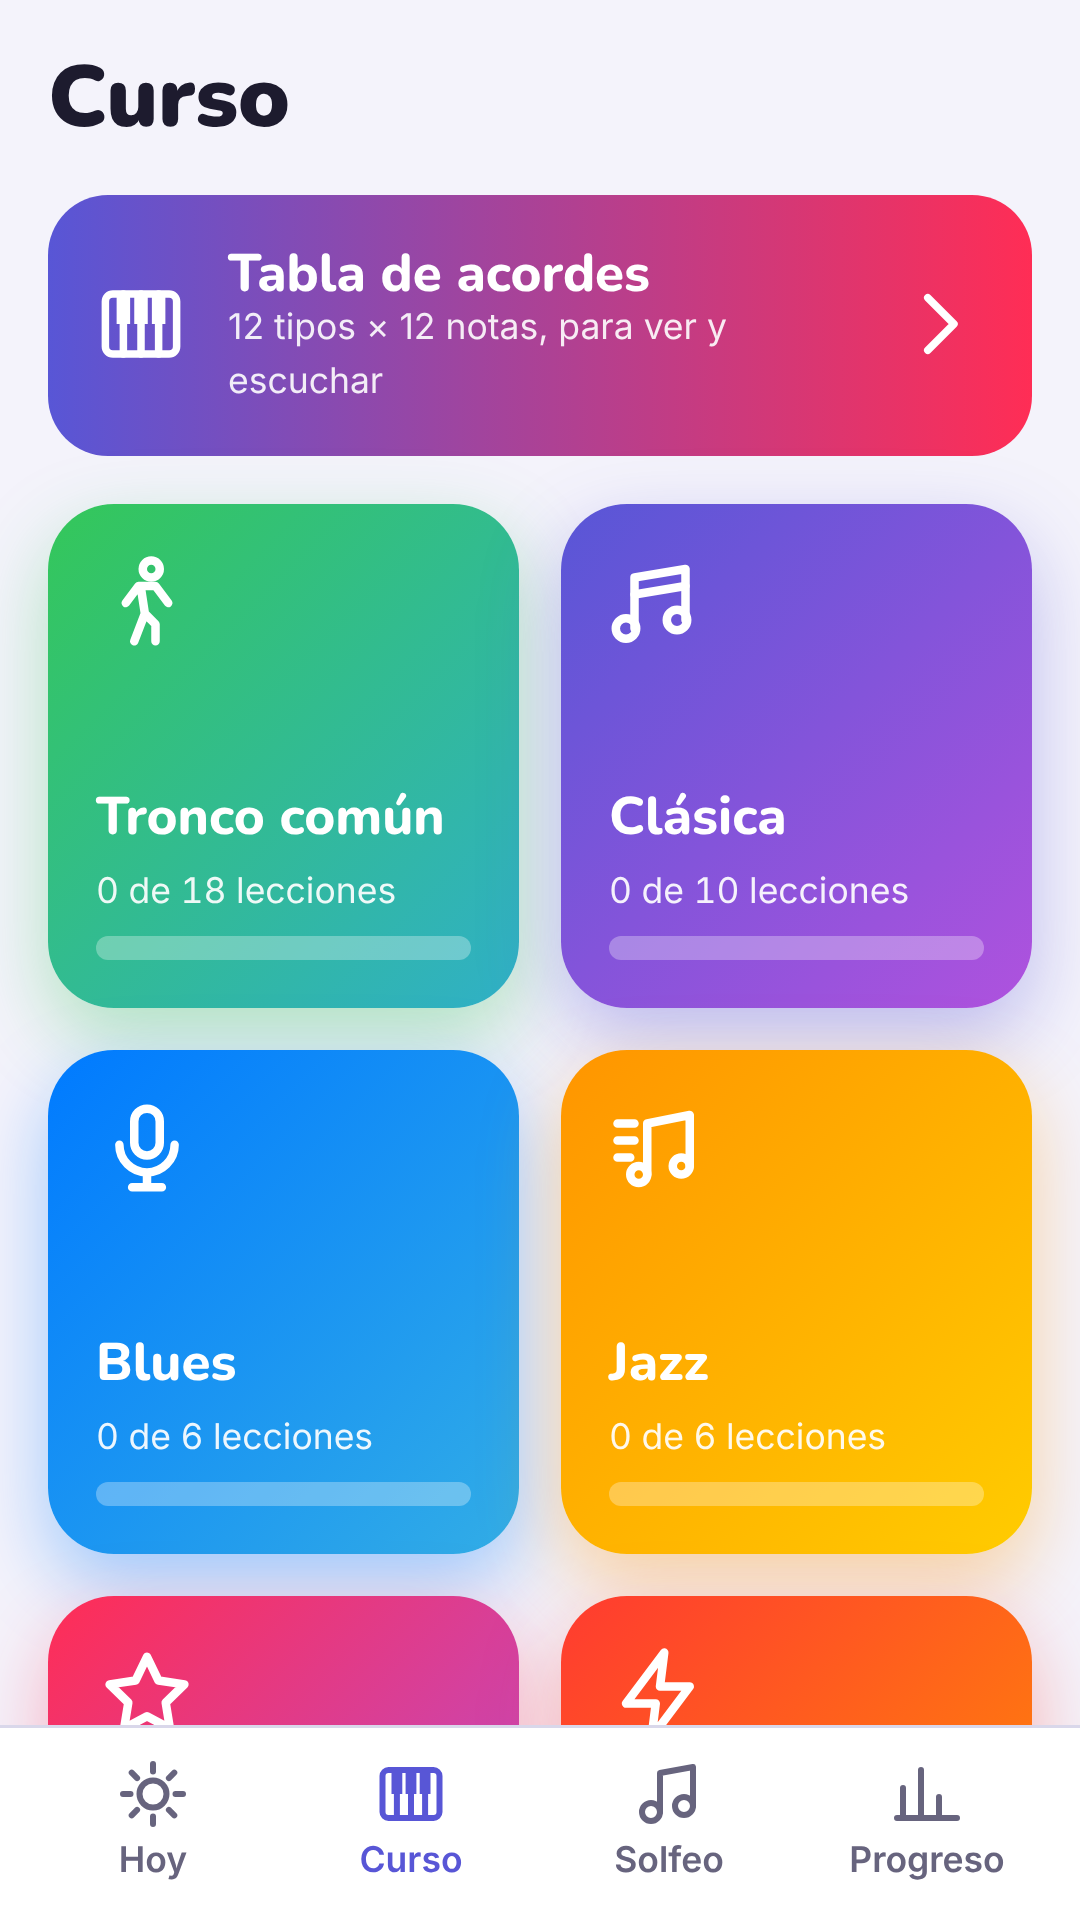 Curso
Tabla de acordes
12 tipos × 12 notas, para ver y
escuchar
Tronco común
0 de 18 lecciones
Clásica
0 de 10 lecciones
Blues
0 de 6 lecciones
Jazz
0 de 6 lecciones
Hoy
Curso
Solfeo
Progreso